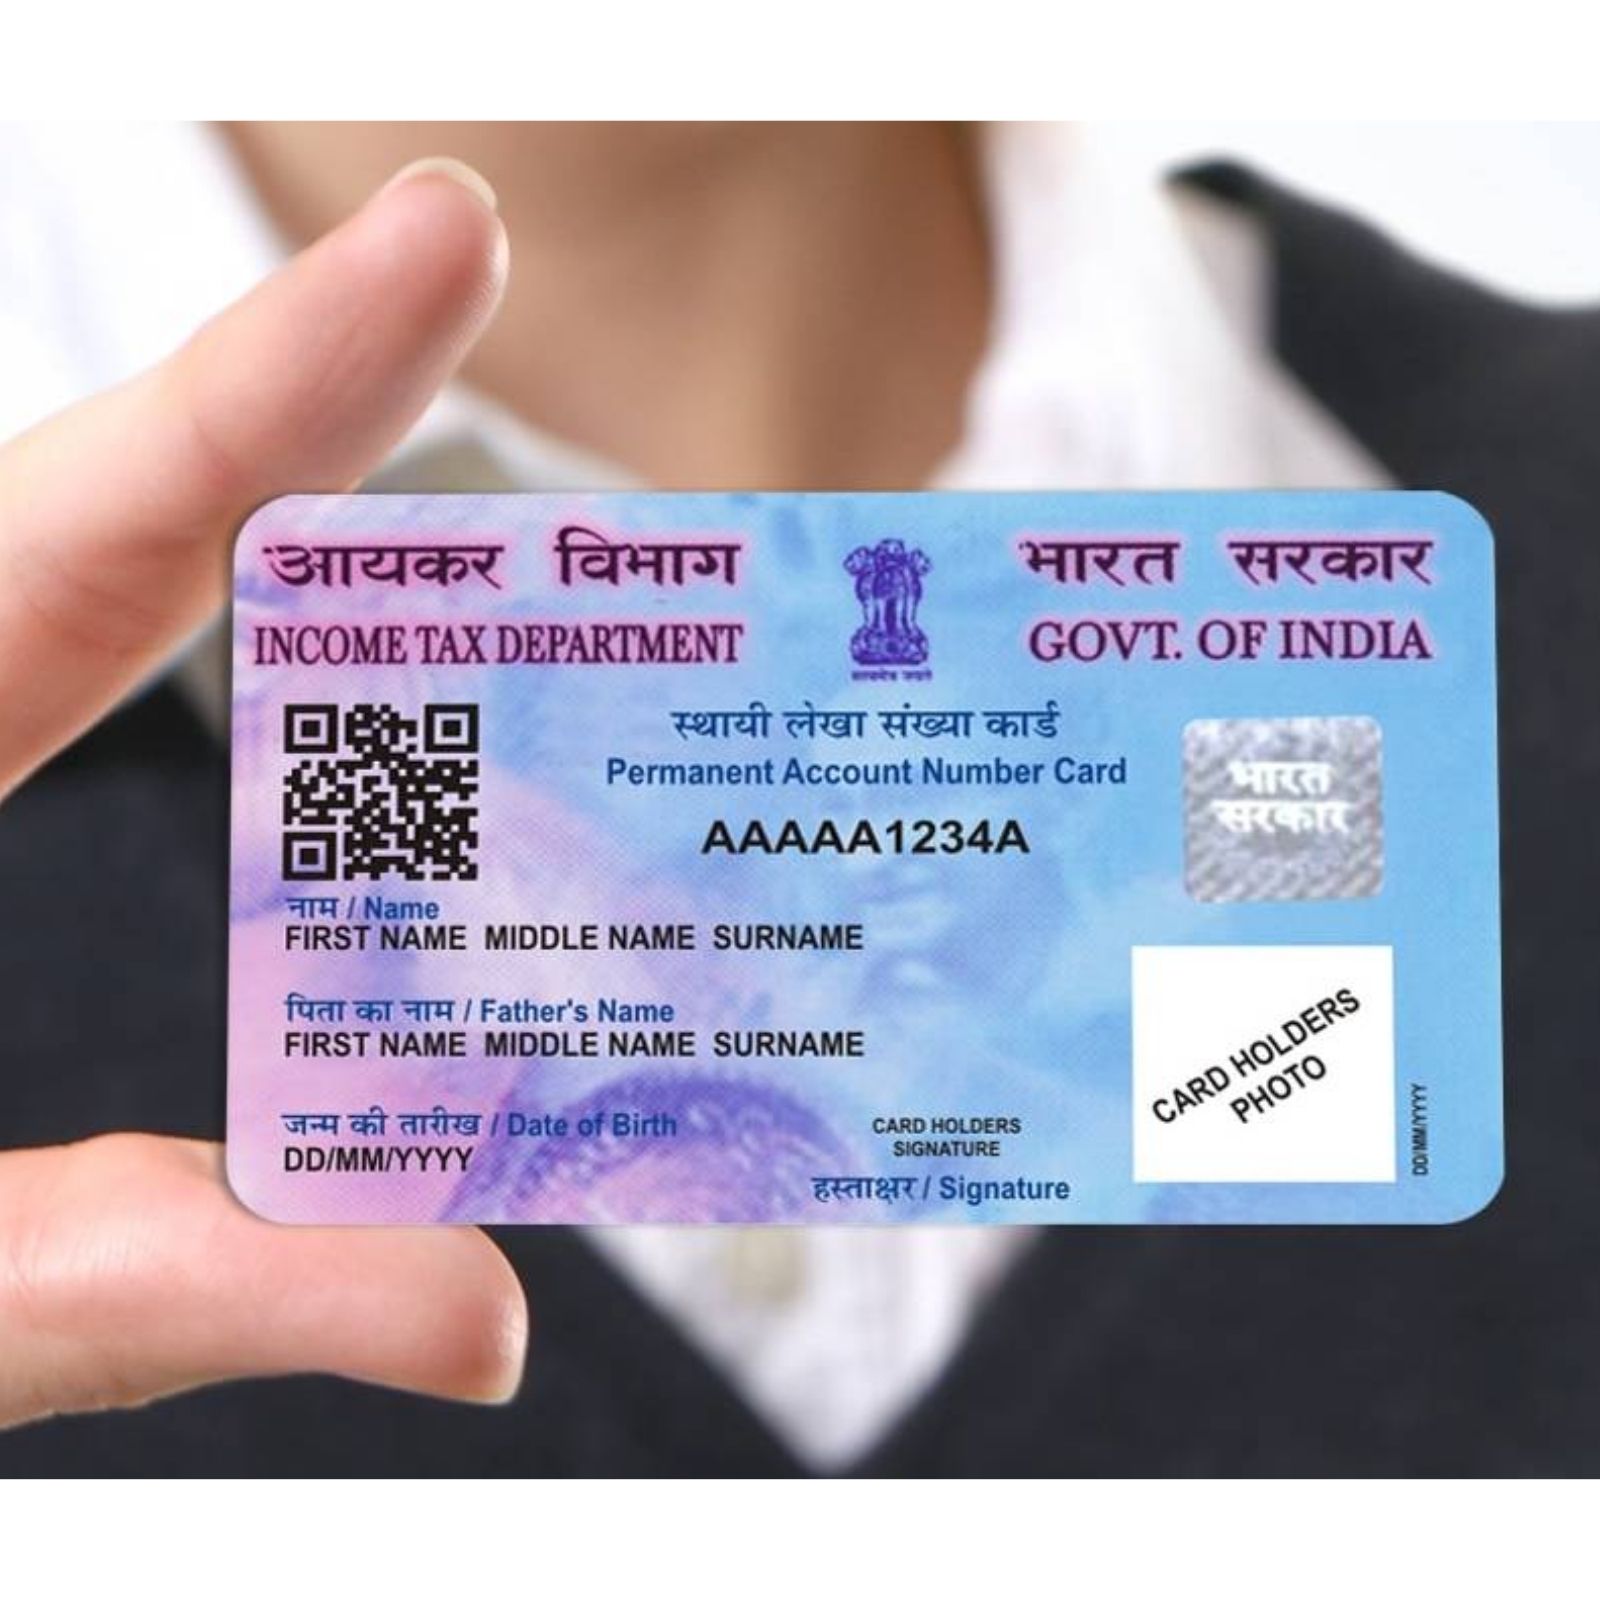 आयकर विभाग
भारत सरकार
INCOME TAX DEPARTMENT
GOVT. OF INDIA
सत्यमेव जयते
स्थायी लेखा संख्या कार्ड
Permanent Account Number Card
AAAAA1234A
भारत
सरकार
नाम / Name
FIRST NAME MIDDLE NAME SURNAME
पिता का नाम / Father's Name
FIRST NAME MIDDLE NAME SURNAME
जन्म की तारीख / Date of Birth
DD/MM/YYYY
CARD HOLDERS
SIGNATURE
हस्ताक्षर / Signature
CARD HOLDERS
PHOTO
DD/MM/YYYY